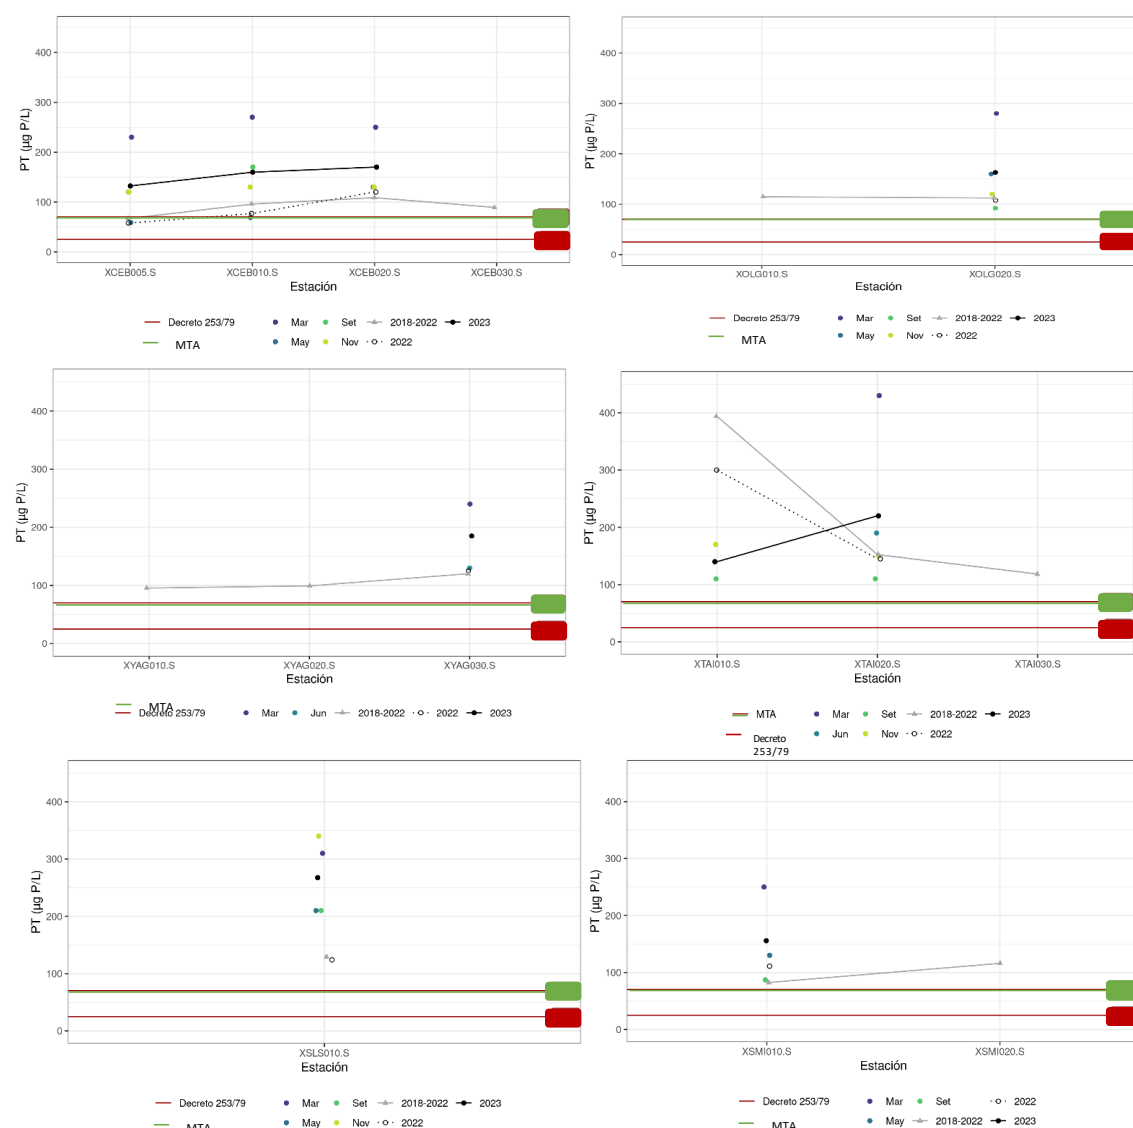 400
300
200
100
0
PT (µg P/L)
XCEB005.S XCEB010.S XCEB020.S XCEB030.S
Estación
Decreto 253/79 Mar Set 2018-2022 2023
MTA May Nov 2022
400
300
200
100
0
PT (µg P/L)
XOLG010.S XOLG020.S
Estación
Decreto 253/79 Mar Set 2018-2022 2023
MTA May Nov 2022
400
300
200
100
0
PT (µg P/L)
XYAG010.S XYAG020.S XYAG030.S
Estación
MTA
Decreto 253/79 Mar Jun 2018-2022 2022 2023
400
300
200
100
0
PT (µg P/L)
XTAI010.S XTAI020.S XTAI030.S
Estación
MTA Mar Set 2018-2022 2023
Decreto Jun Nov 2022
253/79
400
300
200
100
0
PT (µg P/L)
XSLS010.S
Estación
Decreto 253/79 Mar Set 2018-2022 2023
MTA May Nov 2022
400
300
200
100
0
PT (µg P/L)
XSMI010.S XSMI020.S
Estación
Decreto 253/79 Mar Set 2022
MTA May 2018-2022 2023